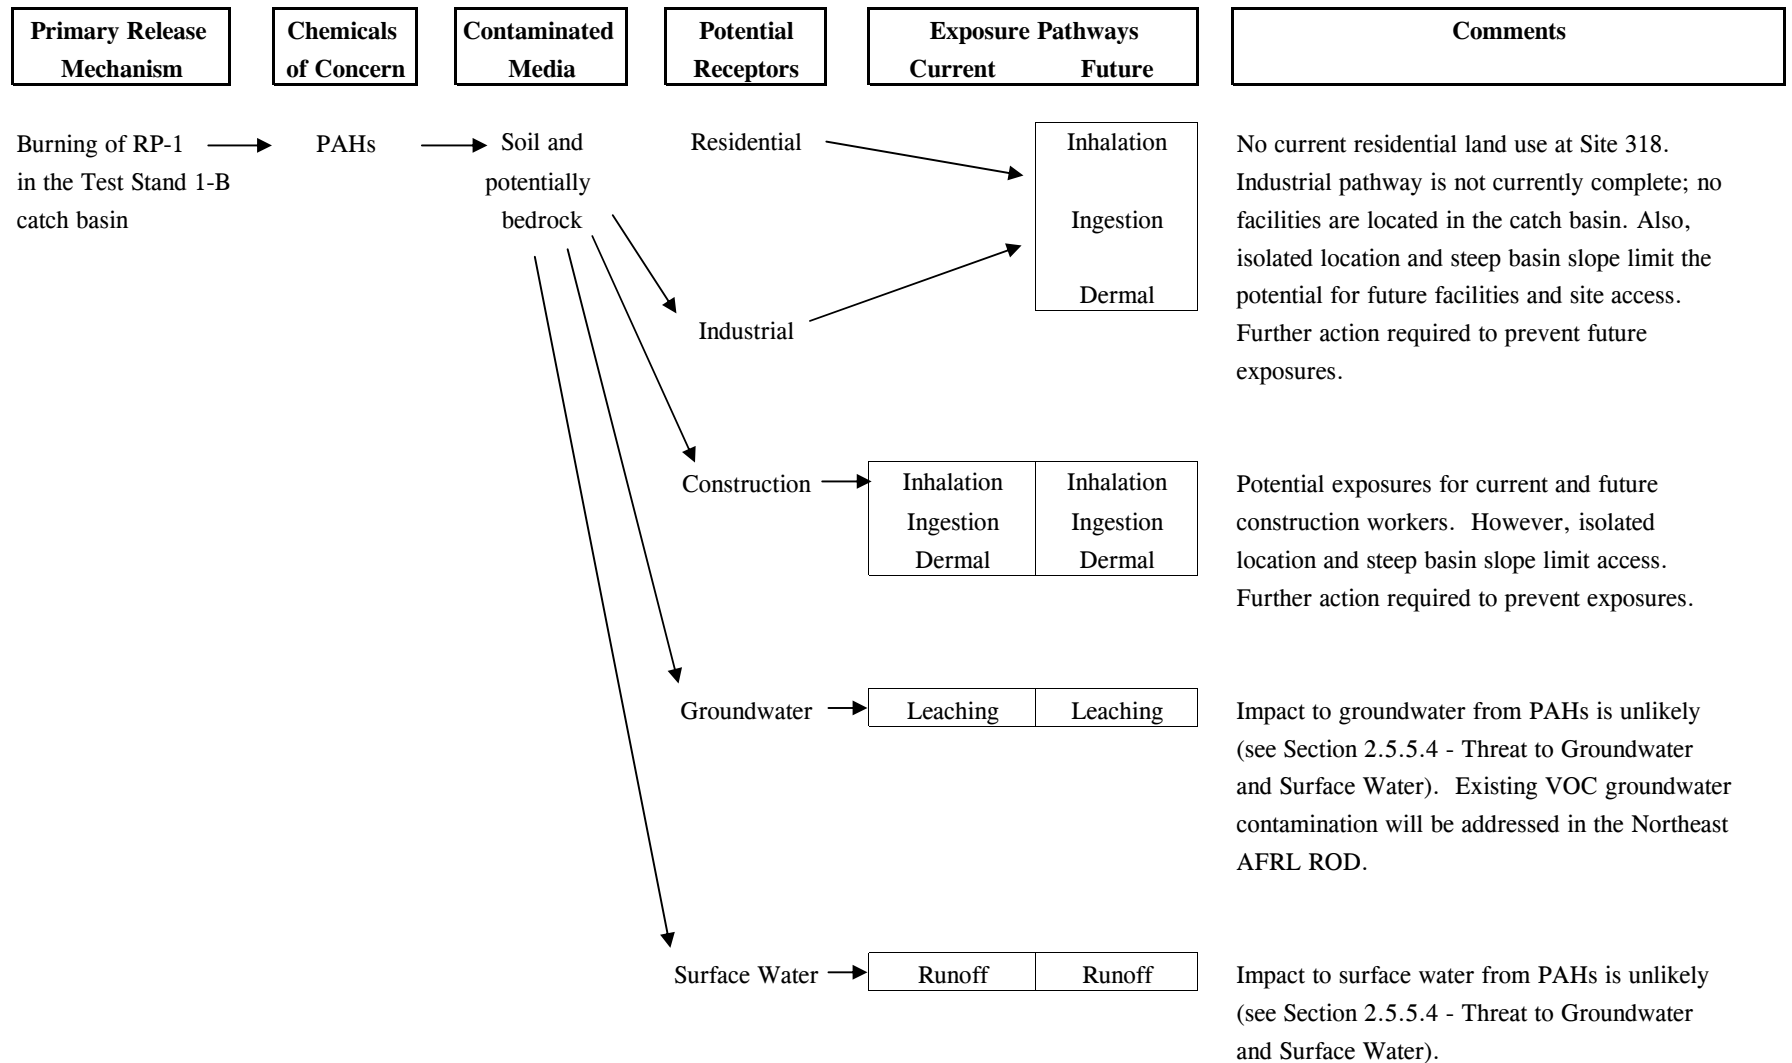 Primary Release
Mechanism
Chemicals
of Concern
Contaminated
Media
Potential
Receptors
Exposure Pathways
Current Future
Comments
Burning of RP-1
in the Test Stand 1-B
catch basin
PAHs
Soil and
potentially
bedrock
Residential
Industrial
Inhalation
Ingestion
Dermal
No current residential land use at Site 318.
Industrial pathway is not currently complete; no
facilities are located in the catch basin. Also,
isolated location and steep basin slope limit the
potential for future facilities and site access.
Further action required to prevent future
exposures.
Construction
Inhalation Inhalation
Ingestion Ingestion
Dermal Dermal
Potential exposures for current and future
construction workers. However, isolated
location and steep basin slope limit access.
Further action required to prevent exposures.
Groundwater
Leaching Leaching
Impact to groundwater from PAHs is unlikely
(see Section 2.5.5.4 - Threat to Groundwater
and Surface Water). Existing VOC groundwater
contamination will be addressed in the Northeast
AFRL ROD.
Surface Water
Runoff Runoff
Impact to surface water from PAHs is unlikely
(see Section 2.5.5.4 - Threat to Groundwater
and Surface Water).